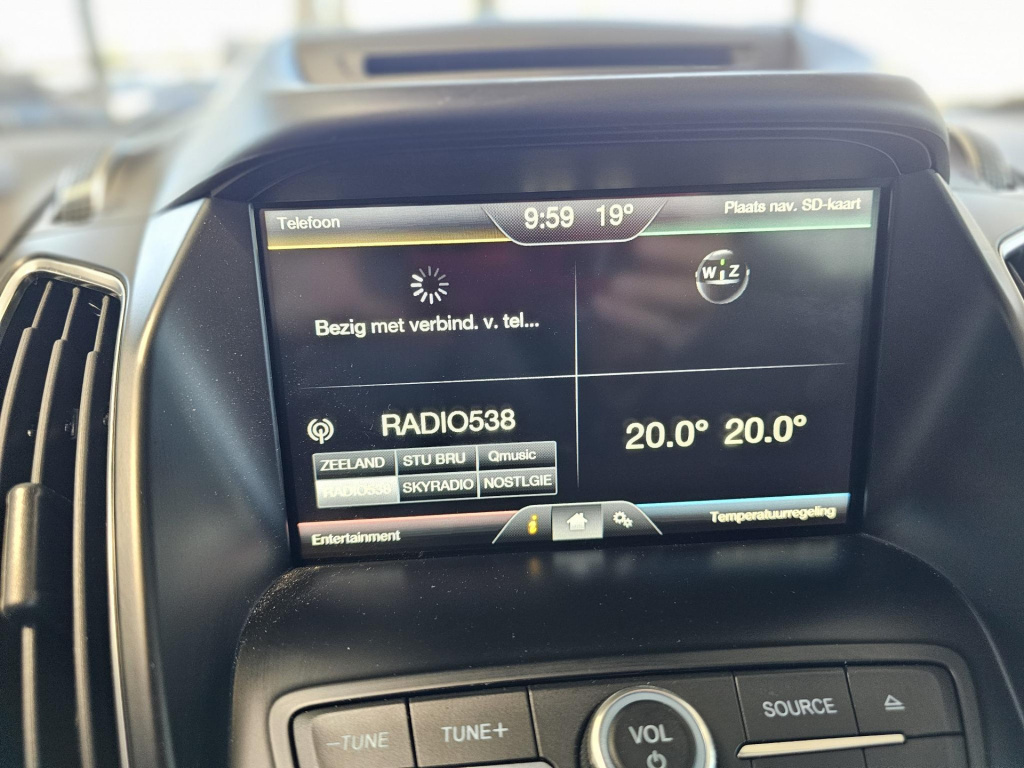 Telefoon
9:59 19°
Plaats nav. SD-kaart
Bezig met verbind. v. tel...
W i Z
RADIO538
ZEELAND STU BRU Qmusic
RADIO538 SKYRADIO NOSTLGIE
20.0° 20.0°
Entertainment
i
Temperatuurregeling
-TUNE
TUNE+
VOL
SOURCE